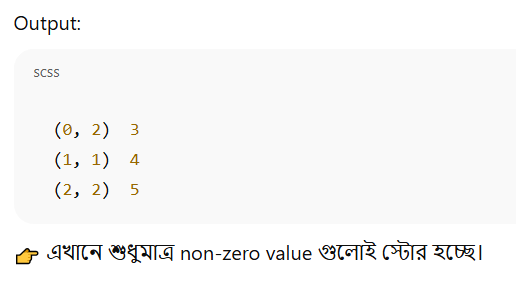 Output:
scss
(0, 2) 3
(1, 1) 4
(2, 2) 5
👉 এখানে শুধুমাত্র non-zero value গুলোই স্টোর হচ্ছে।